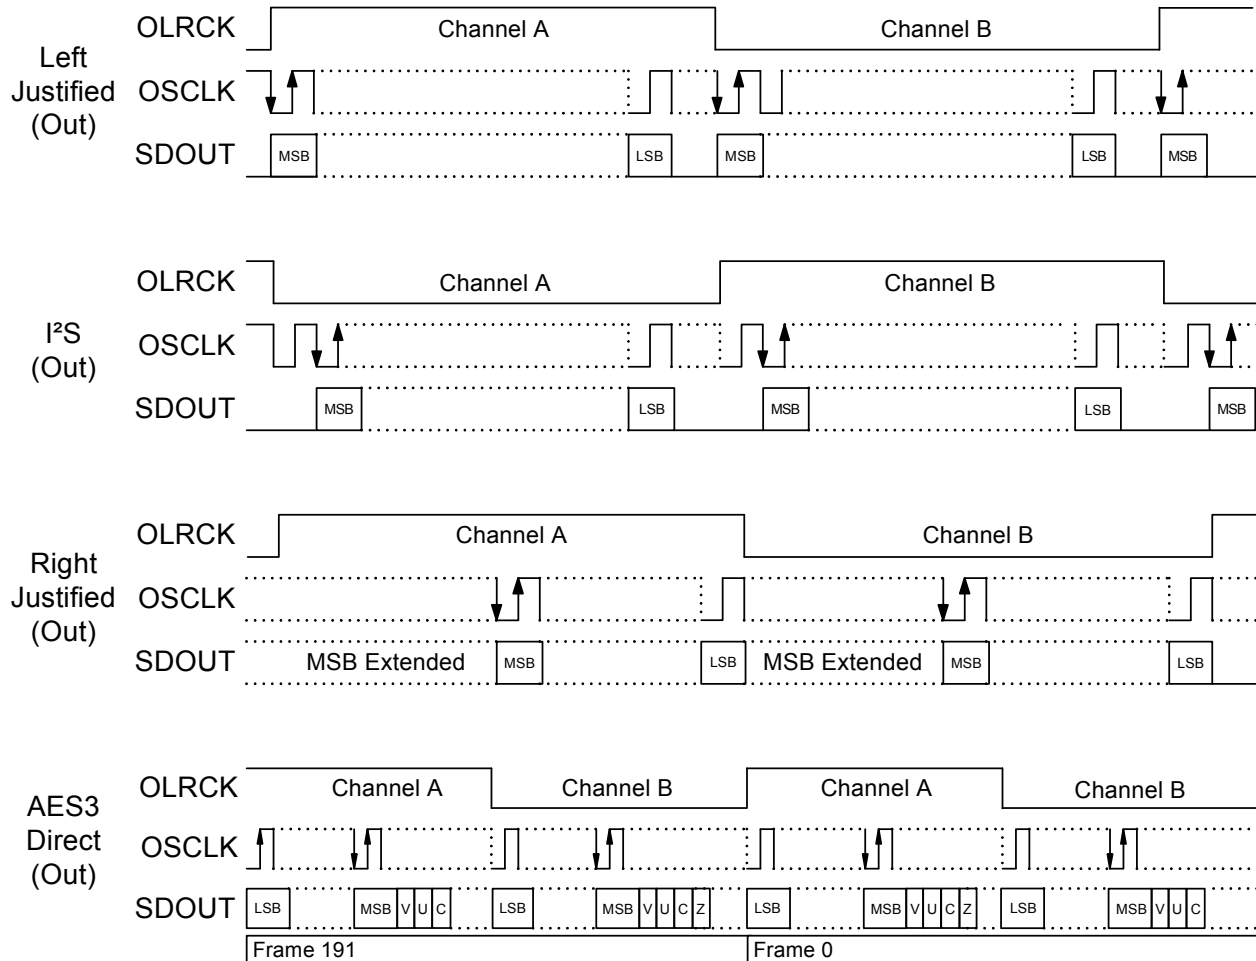 Left
Justified
(Out)
OLRCK Channel A Channel B
OSCLK
SDOUT MSB LSB MSB LSB MSB
I²S
(Out)
OLRCK Channel A Channel B
OSCLK
SDOUT MSB LSB MSB LSB MSB
Right
Justified
(Out)
OLRCK Channel A Channel B
OSCLK
SDOUT MSB Extended MSB LSB MSB Extended MSB LSB
AES3
Direct
(Out)
OLRCK Channel A Channel B Channel A Channel B
OSCLK
SDOUT LSB MSB V U C LSB MSB V U C Z LSB MSB V U C Z LSB MSB V U C
Frame 191 Frame 0